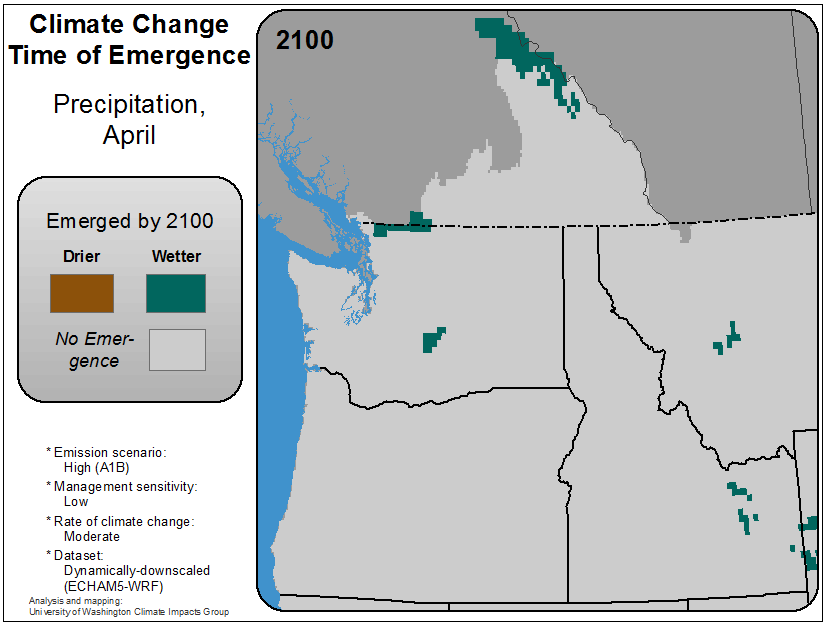 Climate Change
Time of Emergence
Precipitation,
April
Emerged by 2100
Drier Wetter
No Emer-
gence
* Emission scenario:
High (A1B)
* Management sensitivity:
Low
* Rate of climate change:
Moderate
* Dataset:
Dynamically-downscaled
(ECHAM5-WRF)
Analysis and mapping:
University of Washington Climate Impacts Group
2100